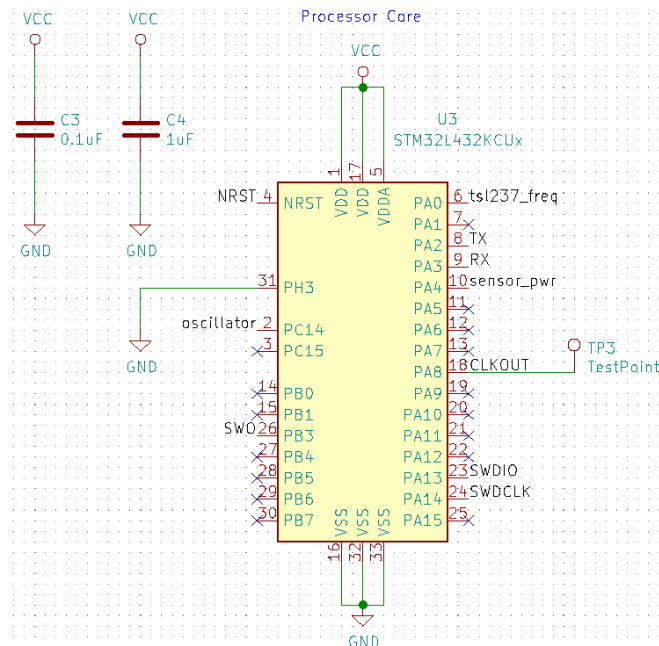 Processor Core
VCC
VCC
VCC
C3
0.1uF
C4
1uF
GND
GND
U3
STM32L432KCUx
1
17
5
VDD
VDD
VDDA
NRST 4 NRST
PA0 6 tsl237_freq
PA1 7
PA2 8 TX
PA3 9 RX
31 PH3
PA4 10 sensor_pwr
PA5 11
oscillator 2 PC14
PA6 12
3 PC15
PA7 13
PA8 18 CLKOUT
TP3
TestPoint
GND
14 PB0
PA9 19
15 PB1
PA10 20
SWO 26 PB3
PA11 21
27 PB4
PA12 22
28 PB5
PA13 23 SWDIO
29 PB6
PA14 24 SWDCLK
30 PB7
PA15 25
VSS
VSS
VSS
16
32
33
GND